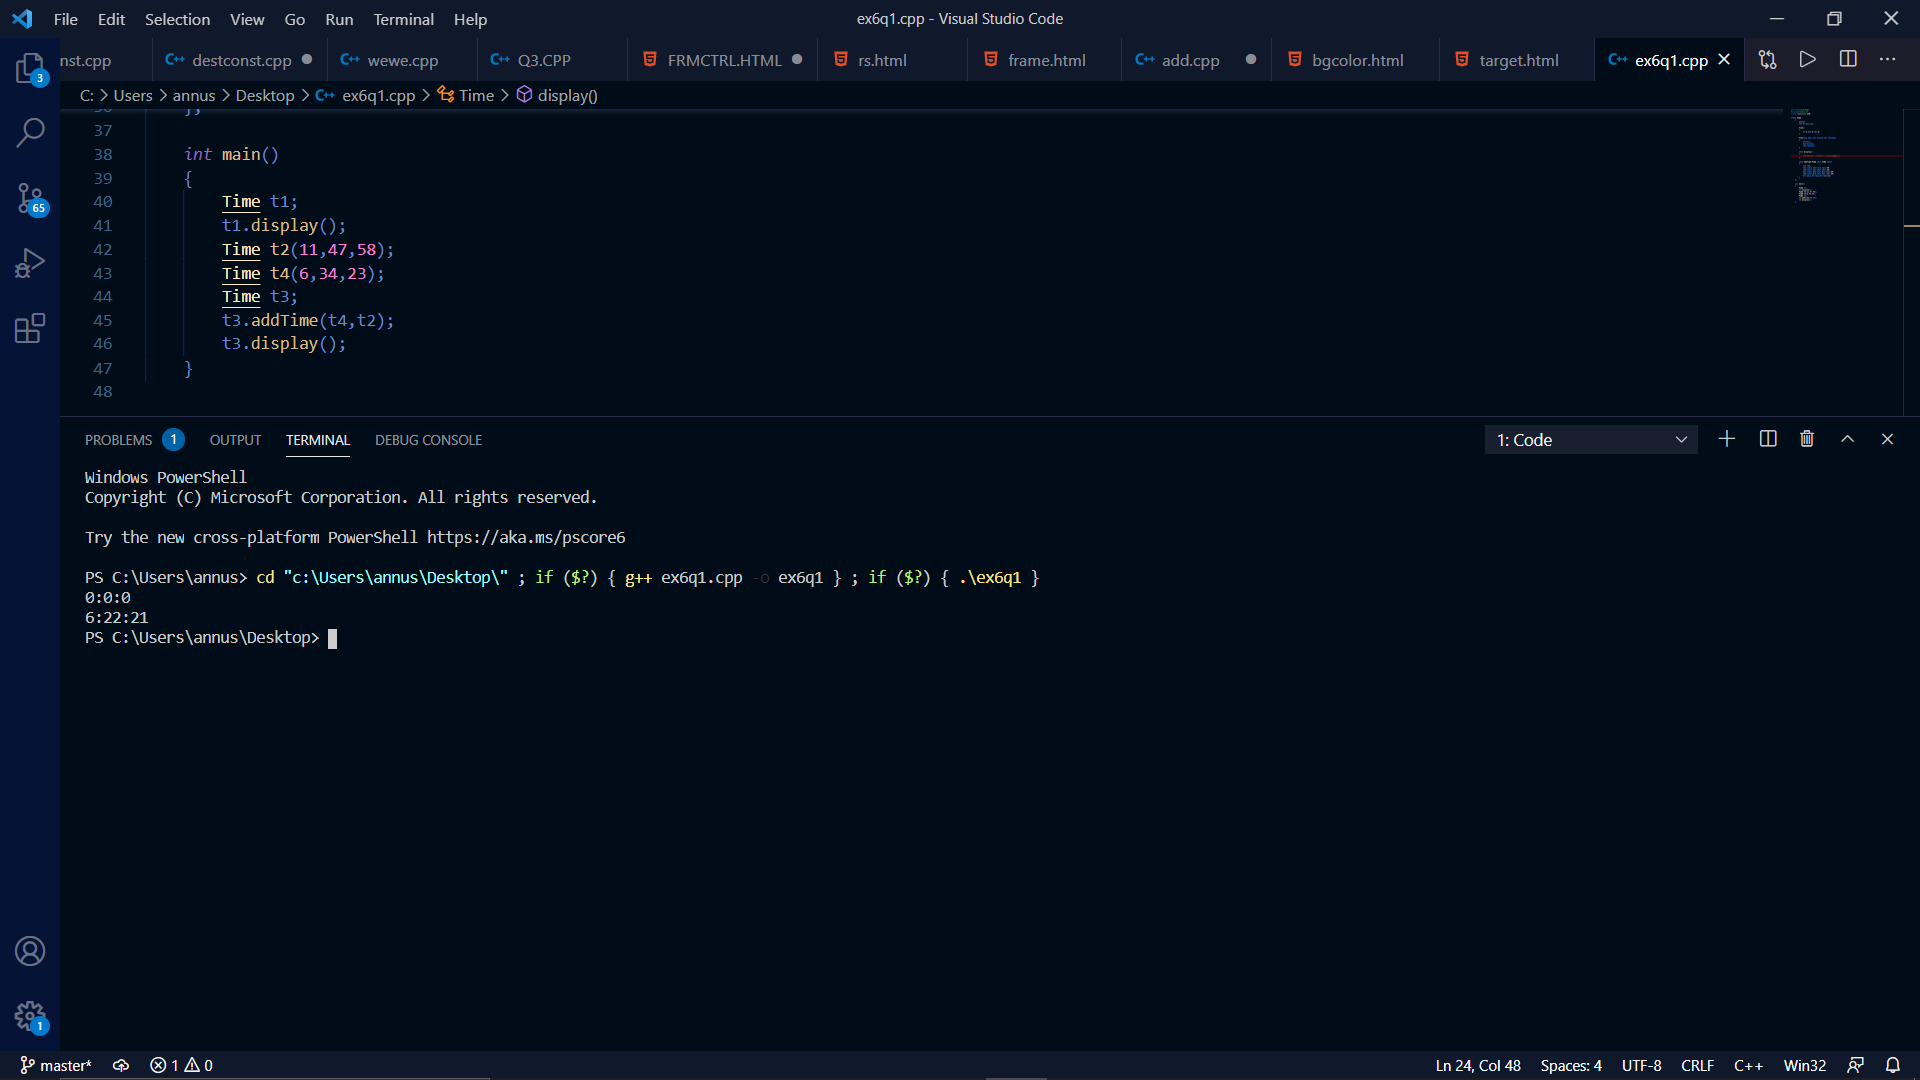 File Edit Selection View Go Run Terminal Help
ex6q1.cpp - Visual Studio Code
nst.cpp destconst.cpp wewe.cpp Q3.CPP FRMCTRL.HTML rs.html frame.html add.cpp bgcolor.html target.html ex6q1.cpp
C: > Users > annus > Desktop > ex6q1.cpp > Time > display()
37
38 int main()
39 {
40 Time t1;
41 t1.display();
42 Time t2(11,47,58);
43 Time t4(6,34,23);
44 Time t3;
45 t3.addTime(t4,t2);
46 t3.display();
47 }
48
PROBLEMS 1 OUTPUT TERMINAL DEBUG CONSOLE
1: Code
Windows PowerShell
Copyright (C) Microsoft Corporation. All rights reserved.
Try the new cross-platform PowerShell https://aka.ms/pscore6
PS C:\Users\annus> cd "c:\Users\annus\Desktop\" ; if ($?) { g++ ex6q1.cpp -o ex6q1 } ; if ($?) { .\ex6q1 }
0:0:0
6:22:21
PS C:\Users\annus\Desktop>
3
65
1
master* 1 0
Ln 24, Col 48 Spaces: 4 UTF-8 CRLF C++ Win32